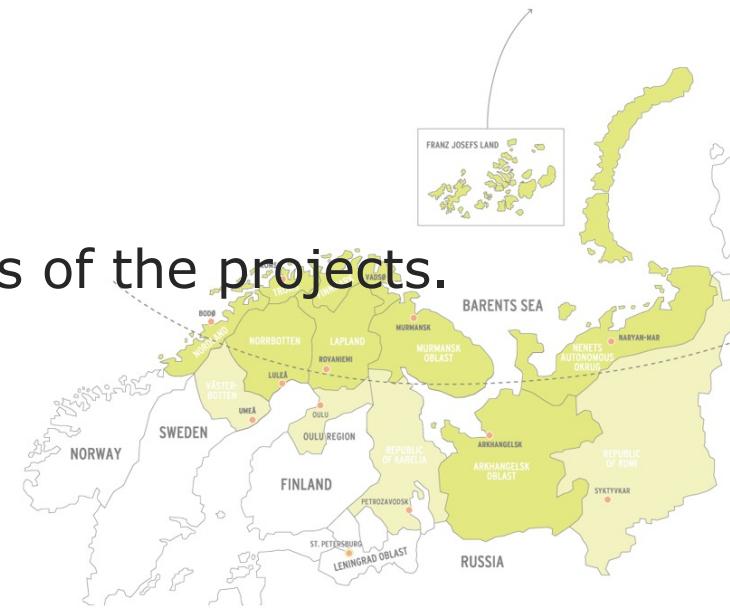 FRANZ JOSEFS LAND
s of the projects.
VADSØ
BARENTS SEA
BODØ
NORDLAND
MURMANSK
NARYAN-MAR
NORRBOTTEN
LAPLAND
MURMANSK
OBLAST
NENETS
AUTONOMOUS
OKRUG
ROVANIEMI
LULEÅ
VÄSTER-
BOTTEN
UMEÅ
OULU
OULU REGION
SWEDEN
NORWAY
FINLAND
REPUBLIC
OF KARELIA
ARKHANGELSK
ARKHANGELSK
OBLAST
REPUBLIC
OF KOMI
SYKTYVKAR
PETROZAVODSK
ST. PETERSBURG
LENINGRAD OBLAST
RUSSIA